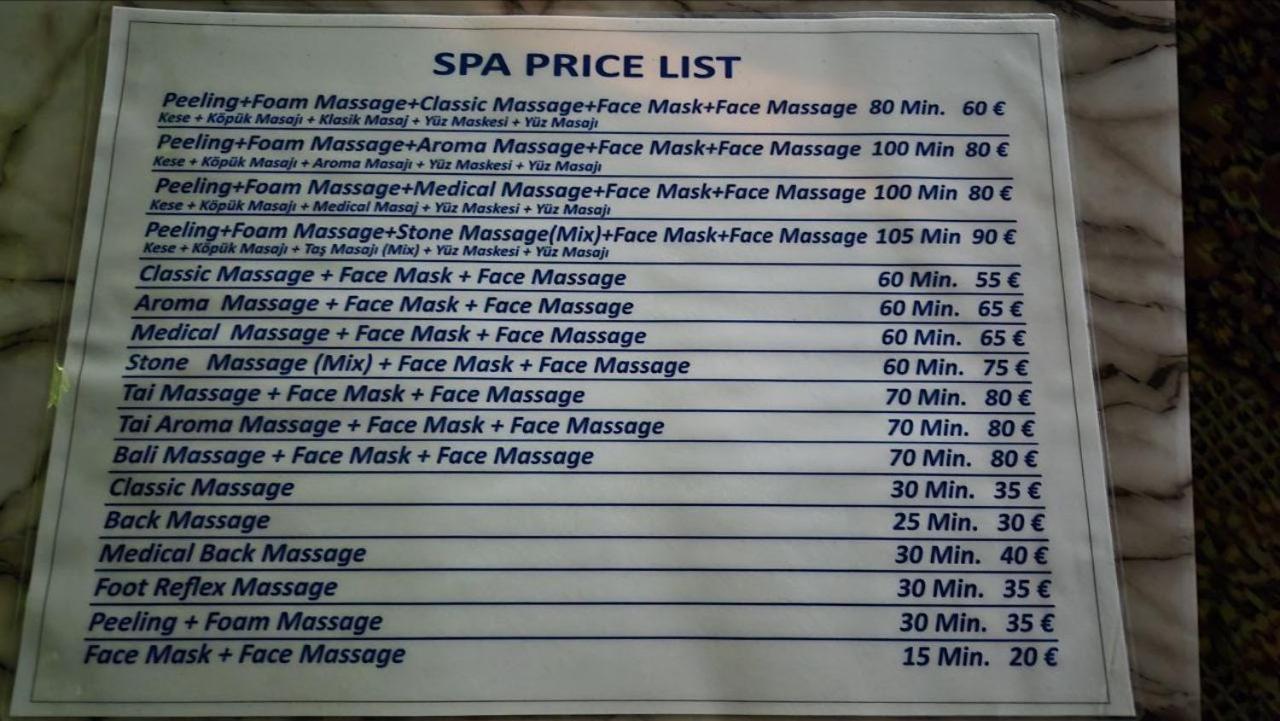 SPA PRICE LIST
Peeling+Foam Massage+Classic Massage+Face Mask+Face Massage 80 Min. 60 €
Kese + Köpük Masajı + Klasik Masaj + Yüz Maskesi + Yüz Masajı
Peeling+Foam Massage+Aroma Massage+Face Mask+Face Massage 100 Min 80 €
Kese + Köpük Masajı + Aroma Masajı + Yüz Maskesi + Yüz Masajı
Peeling+Foam Massage+Medical Massage+Face Mask+Face Massage 100 Min 80 €
Kese + Köpük Masajı + Medical Masaj + Yüz Maskesi + Yüz Masajı
Peeling+Foam Massage+Stone Massage(Mix)+Face Mask+Face Massage 105 Min 90 €
Kese + Köpük Masajı + Taş Masajı (Mix) + Yüz Maskesi + Yüz Masajı
Classic Massage + Face Mask + Face Massage 60 Min. 55 €
Aroma Massage + Face Mask + Face Massage 60 Min. 65 €
Medical Massage + Face Mask + Face Massage 60 Min. 65 €
Stone Massage (Mix) + Face Mask + Face Massage 60 Min. 75 €
Tai Massage + Face Mask + Face Massage 70 Min. 80 €
Tai Aroma Massage + Face Mask + Face Massage 70 Min. 80 €
Bali Massage + Face Mask + Face Massage 70 Min. 80 €
Classic Massage 30 Min. 35 €
Back Massage 25 Min. 30 €
Medical Back Massage 30 Min. 40 €
Foot Reflex Massage 30 Min. 35 €
Peeling + Foam Massage 30 Min. 35 €
Face Mask + Face Massage 15 Min. 20 €